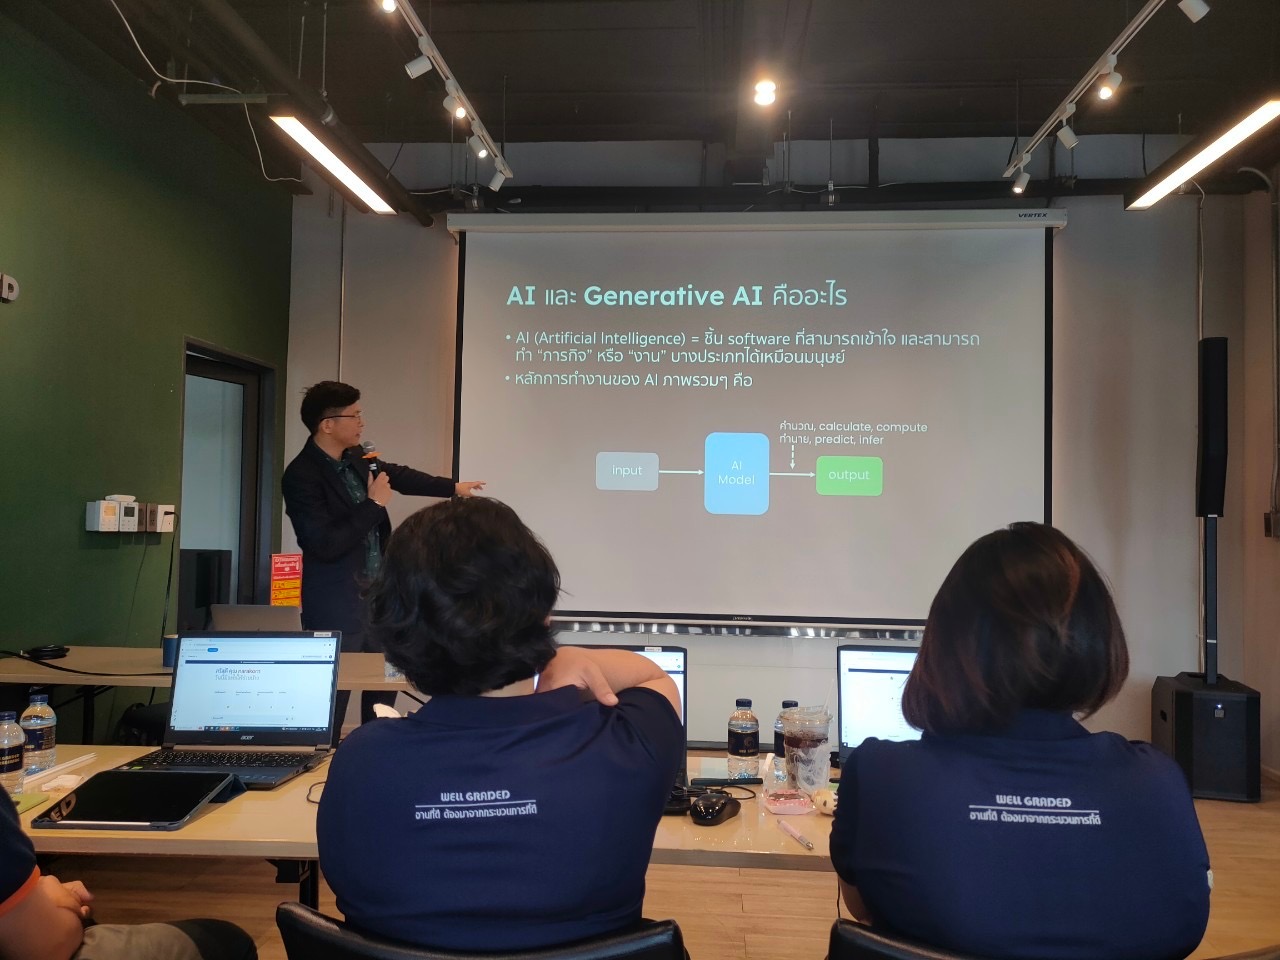 VERTEX
AI และ Generative AI คืออะไร
• AI (Artificial Intelligence) = ชิ้น software ที่สามารถเข้าใจ และสามารถ
ทำ “ภารกิจ” หรือ “งาน” บางประเภทได้เหมือนมนุษย์
• หลักการทำงานของ AI ภาพรวมๆ คือ
คำนวณ, calculate, compute
ทำนาย, predict, infer
input
AI
Model
output
acer
WELL GRADED
งานที่ดี ต้องมาจากกระบวนการที่ดี
WELL GRADED
งานที่ดี ต้องมาจากกระบวนการที่ดี